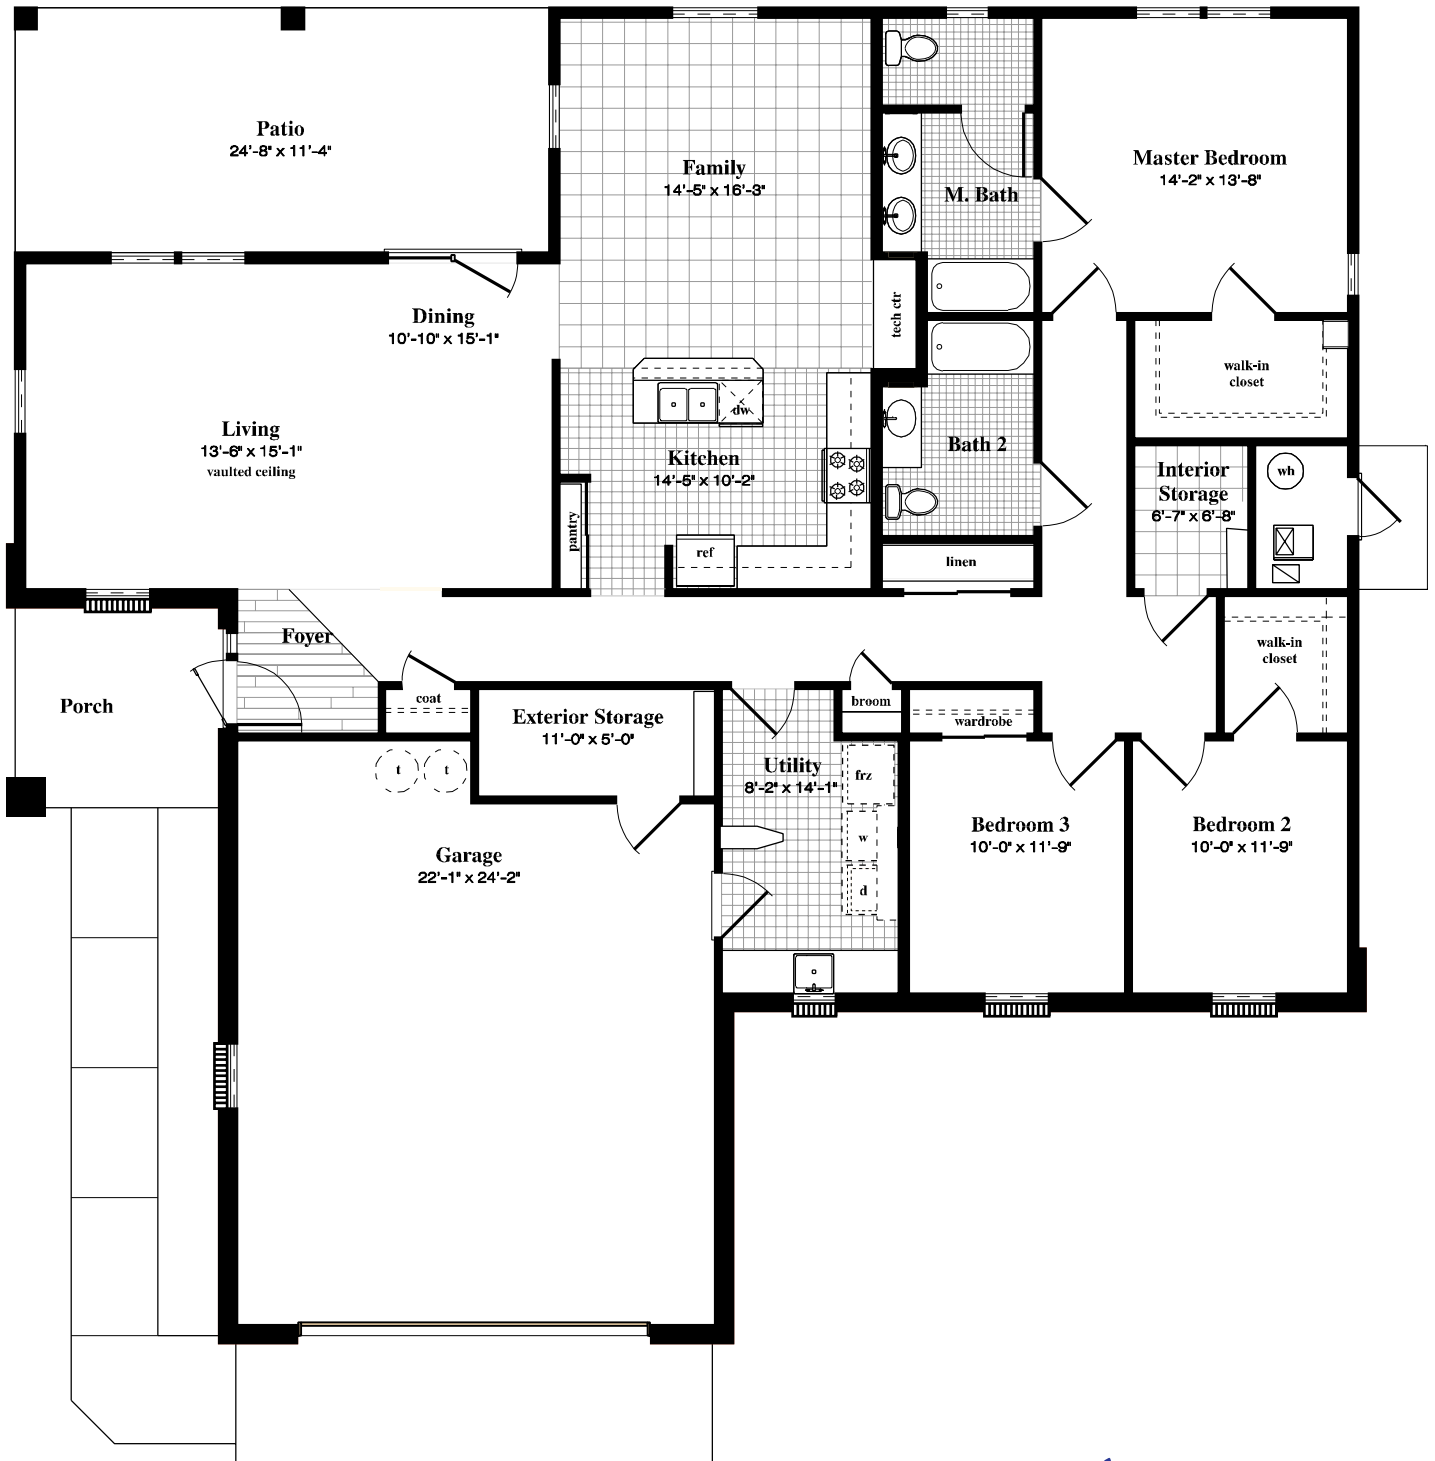 Patio
24'-8" x 11'-4"
Family
14'-5" x 16'-3"
M. Bath
Master Bedroom
14'-2" x 13'-8"
Dining
10'-10" x 15'-1"
tech ctr
walk-in
closet
dw
Living
13'-6" x 15'-1"
vaulted ceiling
Kitchen
14'-5" x 10'-2"
Bath 2
Interior
Storage
6'-7" x 6'-8"
wh
pantry
ref
linen
Foyer
walk-in
closet
Porch
coat
Exterior Storage
11'-0" x 5'-0"
broom
wardrobe
t
t
Utility
8'-2" x 14'-1"
frz
w
d
Bedroom 3
10'-0" x 11'-9"
Bedroom 2
10'-0" x 11'-9"
Garage
22'-1" x 24'-2"